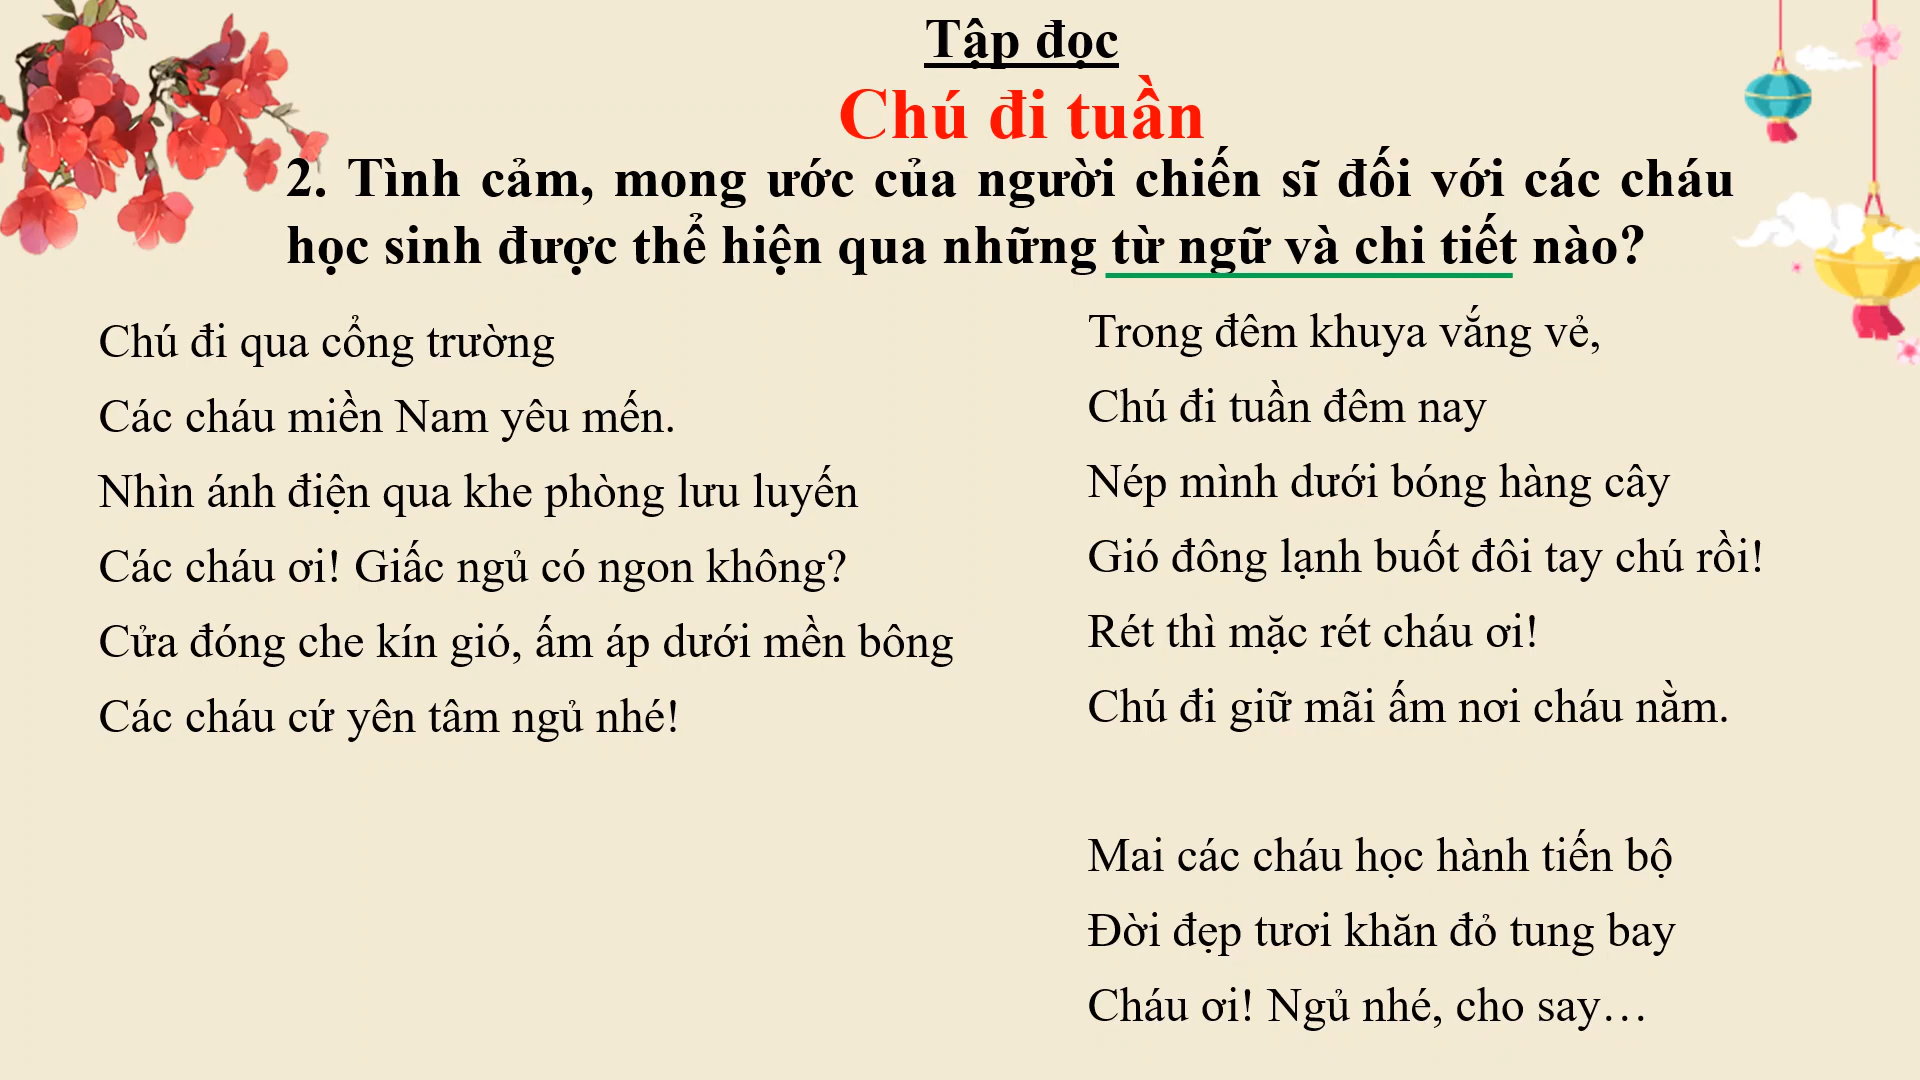 Tập đọc
Chú đi tuần
2. Tình cảm, mong ước của người chiến sĩ đối với các cháu
học sinh được thể hiện qua những từ ngữ và chi tiết nào?
Chú đi qua cổng trường
Các cháu miền Nam yêu mến.
Nhìn ánh điện qua khe phòng lưu luyến
Các cháu ơi! Giấc ngủ có ngon không?
Cửa đóng che kín gió, ấm áp dưới mền bông
Các cháu cứ yên tâm ngủ nhé!
Trong đêm khuya vắng vẻ,
Chú đi tuần đêm nay
Nép mình dưới bóng hàng cây
Gió đông lạnh buốt đôi tay chú rồi!
Rét thì mặc rét cháu ơi!
Chú đi giữ mãi ấm nơi cháu nằm.
Mai các cháu học hành tiến bộ
Đời đẹp tươi khăn đỏ tung bay
Cháu ơi! Ngủ nhé, cho say…